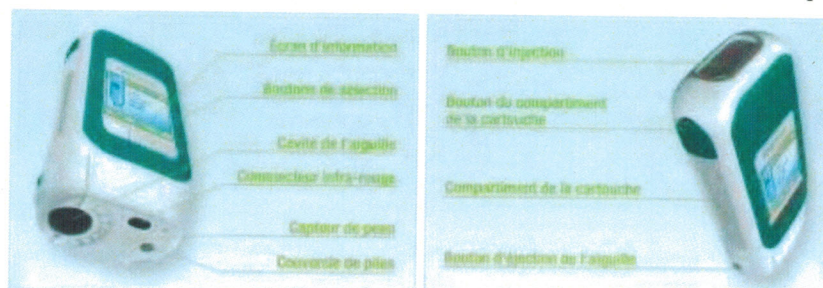 Écran d'information
Boutons de sélection
Cavité de l'aiguille
Connecteur infra-rouge
Capteur de peau
Couvercle de piles
Bouton d'injection
Bouton du compartiment
de la cartouche
Compartiment de la cartouche
Bouton d'éjection de l'aiguille